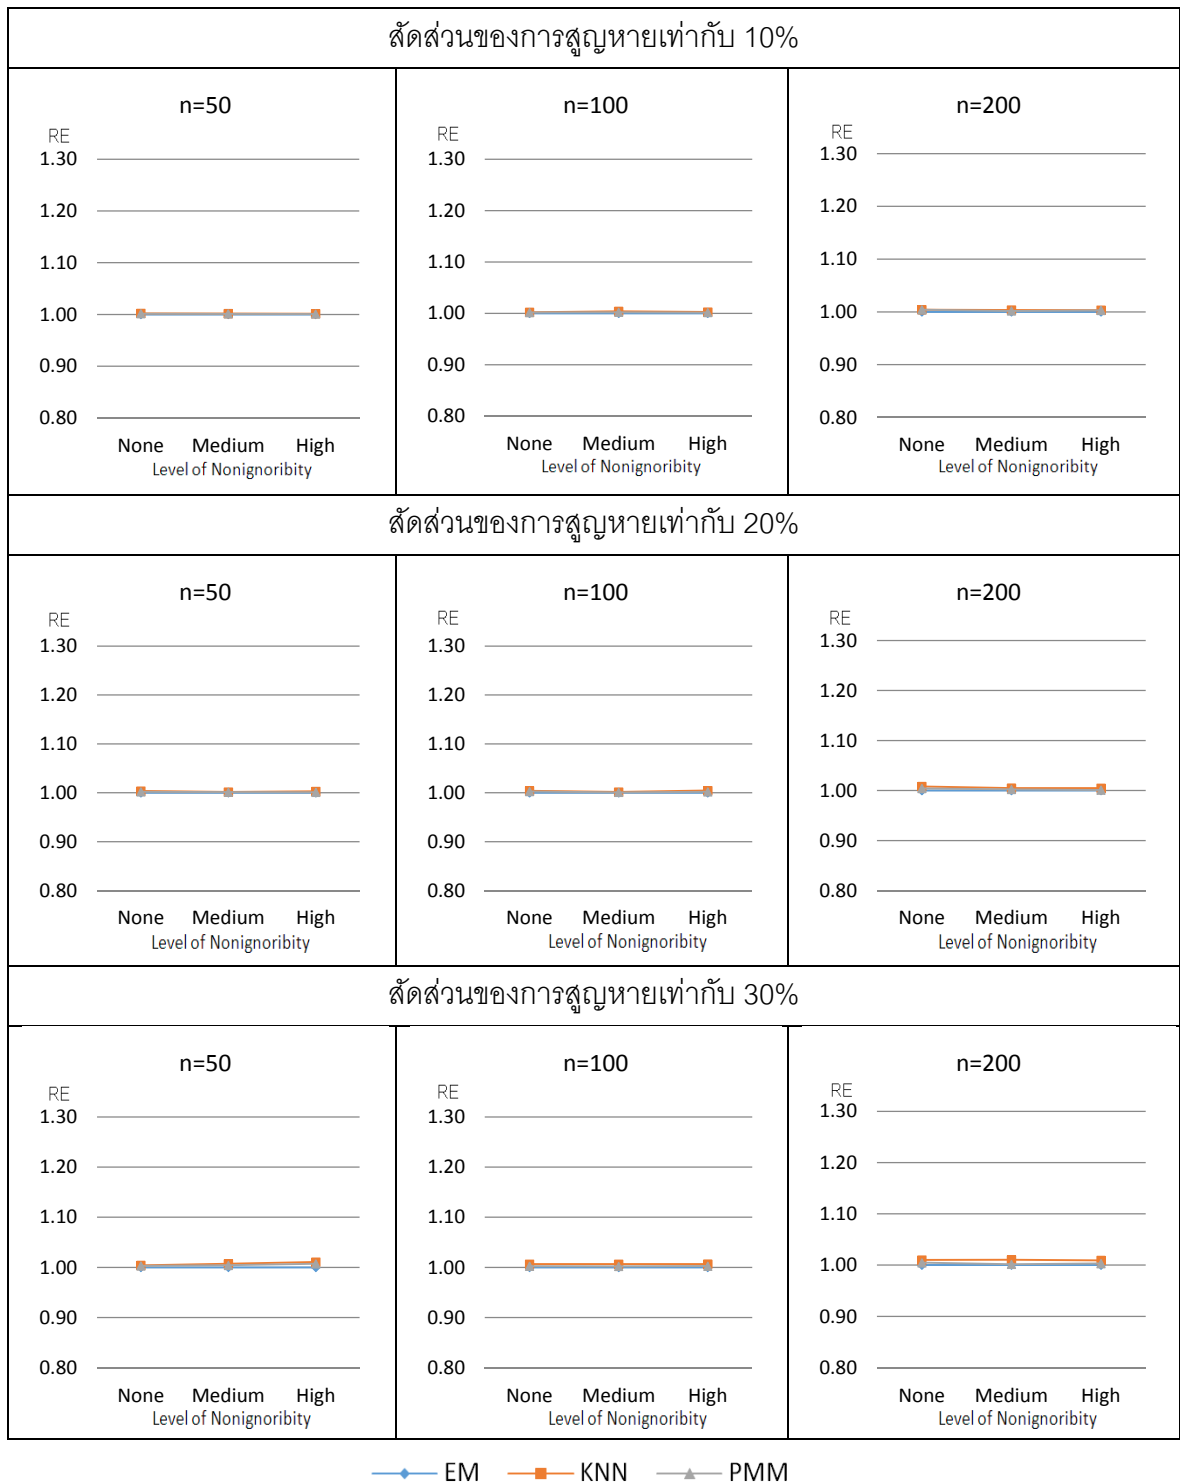 สัดส่วนของการสูญหายเท่ากับ 10%
n=50
RE
1.30
1.20
1.10
1.00
0.90
0.80
None Medium High
Level of Nonignoribity
n=100
RE
1.30
1.20
1.10
1.00
0.90
0.80
None Medium High
Level of Nonignoribity
n=200
RE
1.30
1.20
1.10
1.00
0.90
0.80
None Medium High
Level of Nonignoribity
สัดส่วนของการสูญหายเท่ากับ 20%
n=50
RE
1.30
1.20
1.10
1.00
0.90
0.80
None Medium High
Level of Nonignoribity
n=100
RE
1.30
1.20
1.10
1.00
0.90
0.80
None Medium High
Level of Nonignoribity
n=200
RE
1.30
1.20
1.10
1.00
0.90
0.80
None Medium High
Level of Nonignoribity
สัดส่วนของการสูญหายเท่ากับ 30%
n=50
RE
1.30
1.20
1.10
1.00
0.90
0.80
None Medium High
Level of Nonignoribity
n=100
RE
1.30
1.20
1.10
1.00
0.90
0.80
None Medium High
Level of Nonignoribity
n=200
RE
1.30
1.20
1.10
1.00
0.90
0.80
None Medium High
Level of Nonignoribity
EM KNN PMM